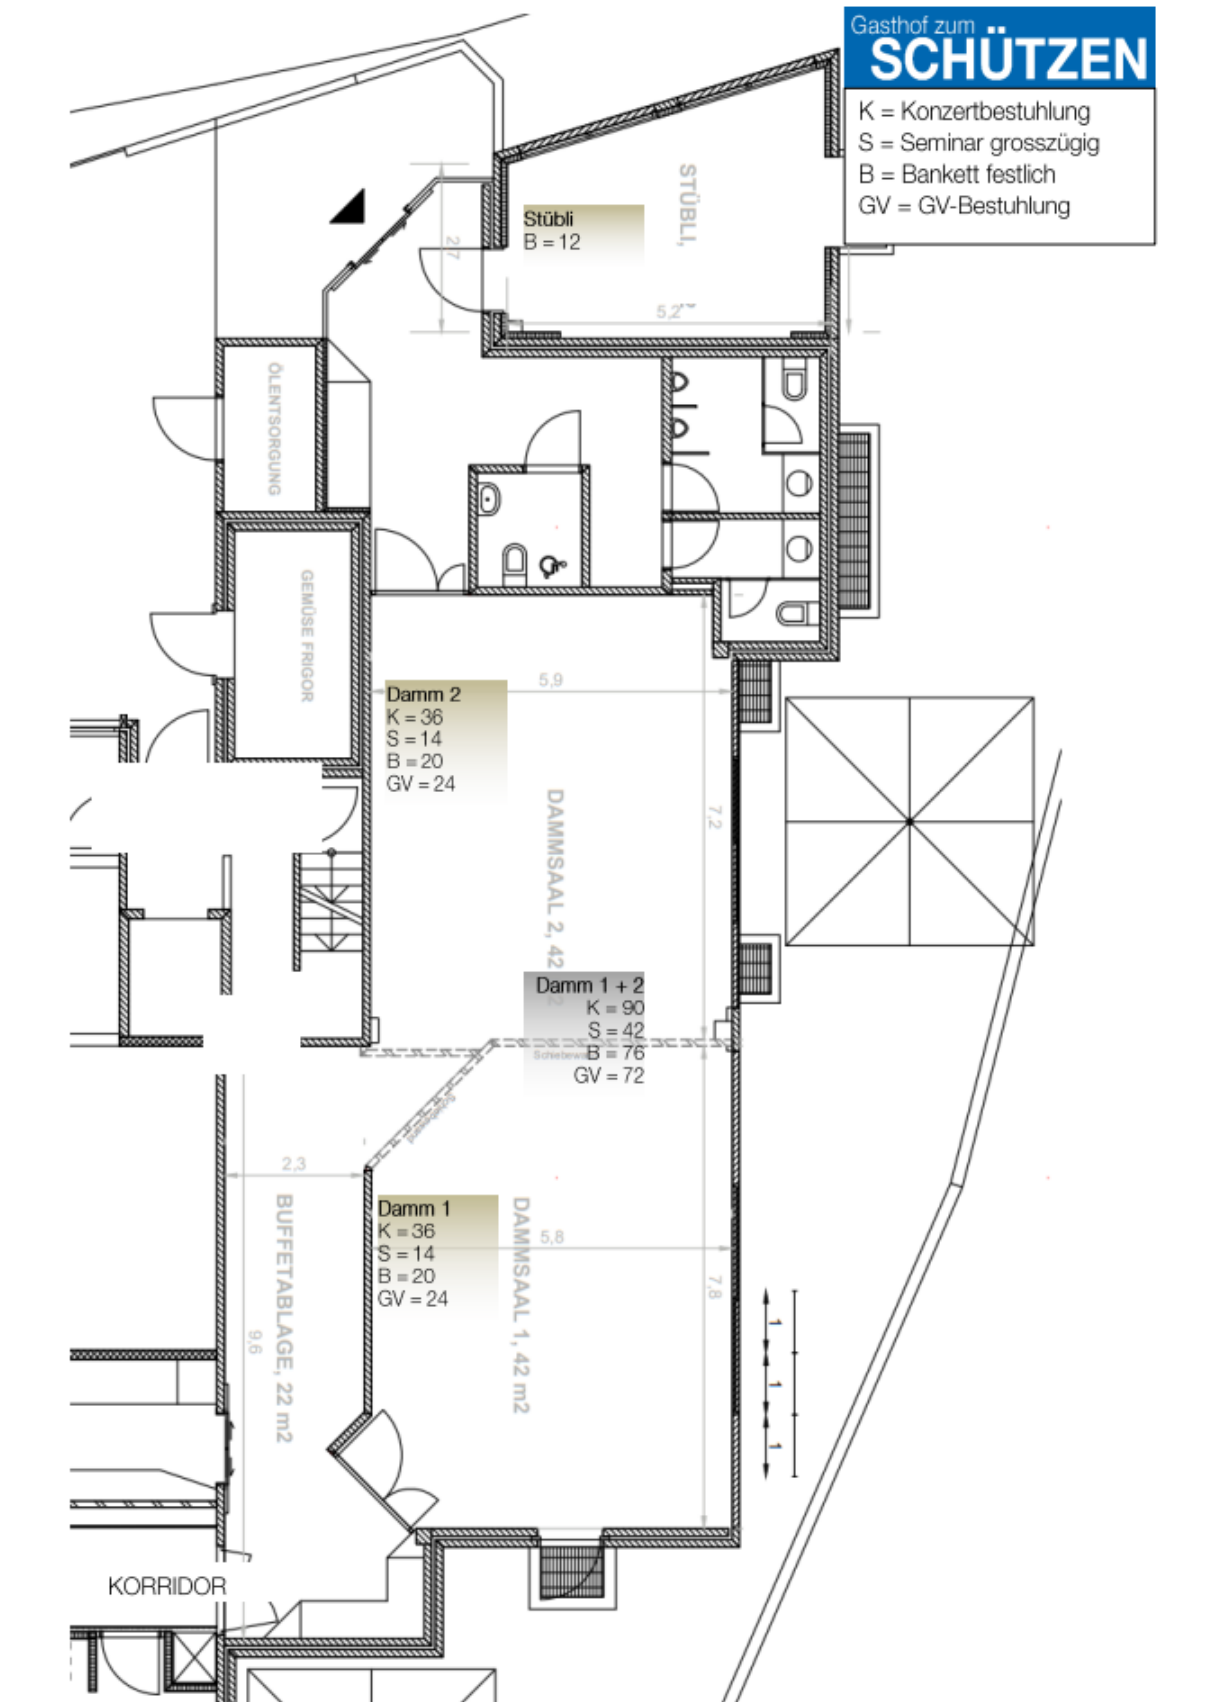 Gasthof zum
SCHÜTZEN
K = Konzertbestuhlung
S = Seminar grosszügig
B = Bankett festlich
GV = GV-Bestuhlung
STÜBLI,
Stübli
B = 12
2,7
5,2
ÖLENTSORGUNG
GEMÜSE FRIGOR
5,9
Damm 2
K = 36
S = 14
B = 20
GV = 24
7,2
DAMMSAAL 2, 42
Damm 1 + 2
K = 90
S = 42
B = 76
GV = 72
2,3
BUFFETABLAGE, 22 m2
9,6
Damm 1
K = 36
S = 14
B = 20
GV = 24
DAMMSAAL 1, 42 m2
5,8
7,8
1
1
1
KORRIDOR